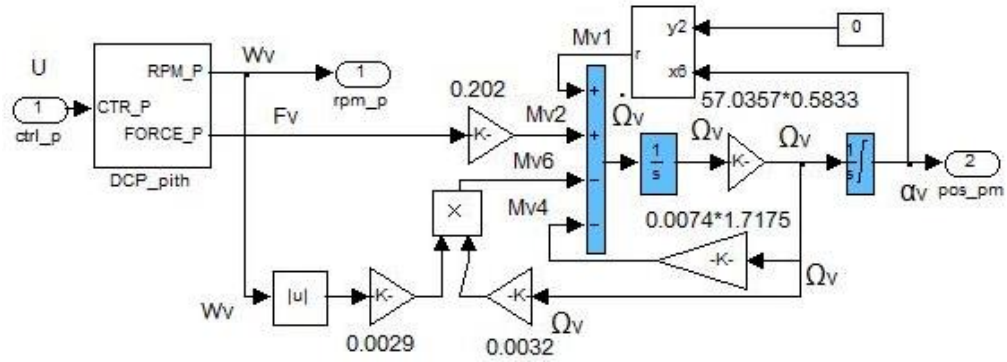 y2
0
Mv1
r
x6
U
Wv
RPM_P
1
rpm_p
1
ctrl_p
CTR_P
FORCE_P
DCP_pith
Fv
0.202
K-
Mv2
+
+
−
−
Ω̇v
57.0357*0.5833
Ωv
Ωv
1
s
K-
1
s
2
pos_pm
αv
Mv6
×
Mv4
0.0074*1.7175
-K-
Ωv
Wv
|u|
K-
0.0029
-K-
0.0032
Ωv